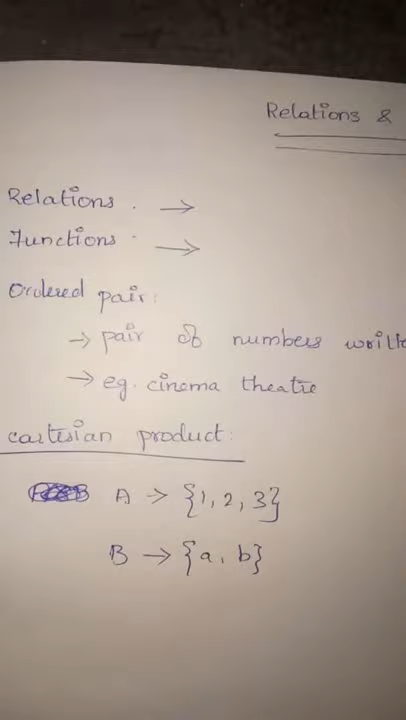 Relations &
Relations. →
Functions. →
Ordered pair:
→ pair of numbers
→ eg. cinema theatre
cartesian product:
A → {1, 2, 3}
B → {a, b}